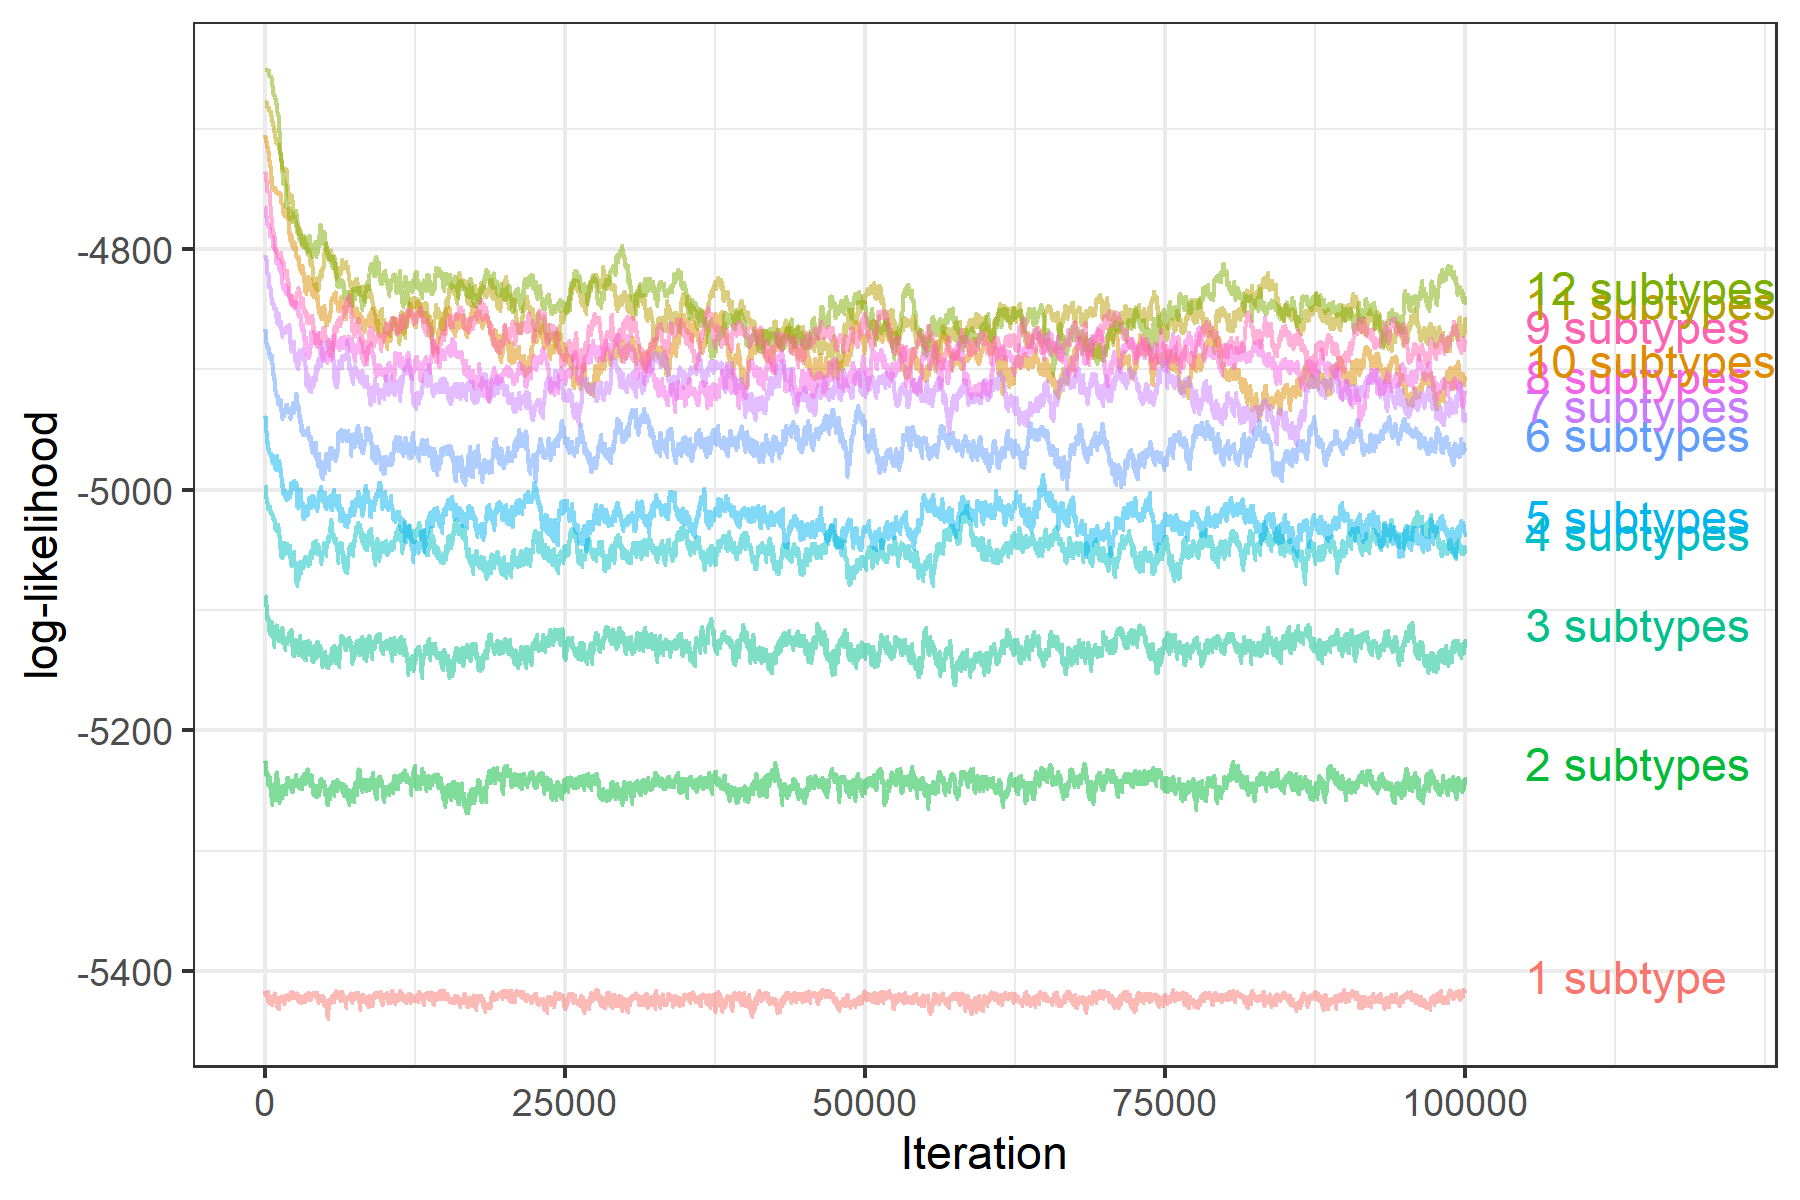 log-likelihood
-4800
-5000
-5200
-5400
12 subtypes
11 subtypes
9 subtypes
10 subtypes
8 subtypes
7 subtypes
6 subtypes
5 subtypes
4 subtypes
3 subtypes
2 subtypes
1 subtype
0
25000
50000
75000
100000
Iteration